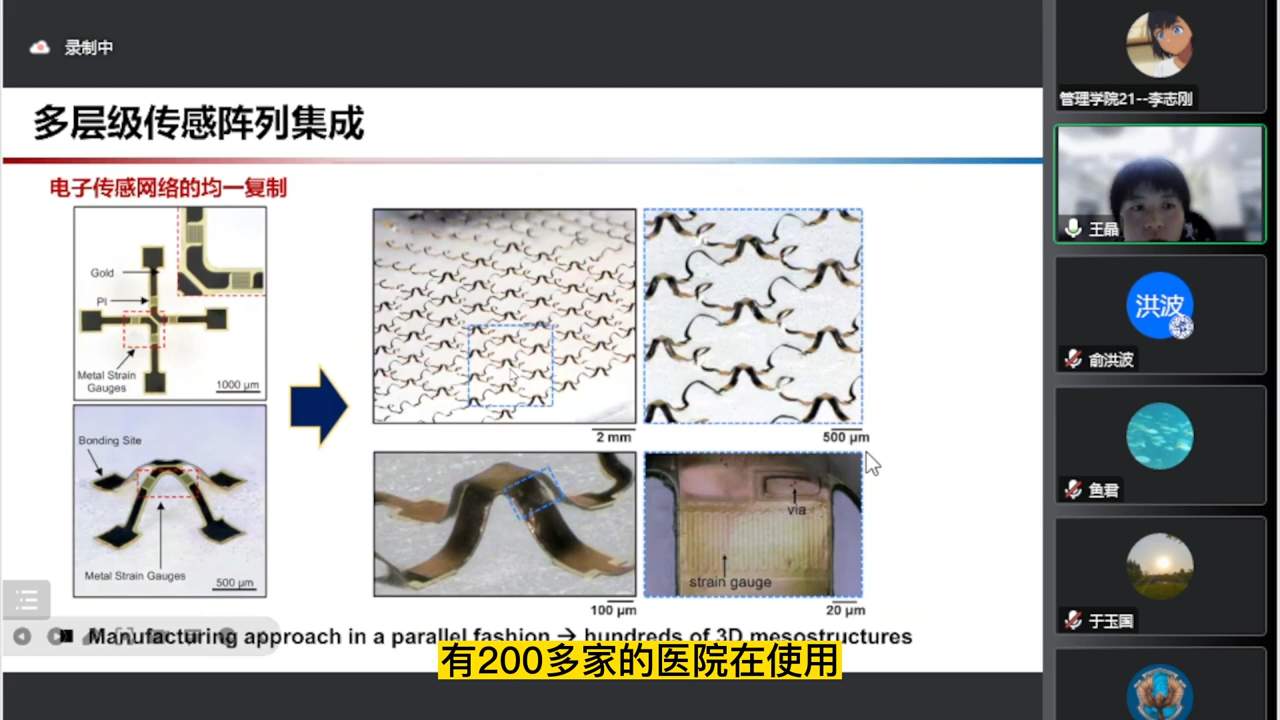 录制中
多层级传感阵列集成
电子传感网络的均一复制
Gold
PI
Metal Strain
Gauges
1000 μm
Bonding Site
Metal Strain Gauges
500 μm
2 mm
500 μm
via
strain gauge
100 μm
20 μm
Manufacturing approach in a parallel fashion → hundreds of 3D mesostructures
有200多家的医院在使用
管理学院21--李志刚
王晶
洪波
俞洪波
鱼君
于玉国